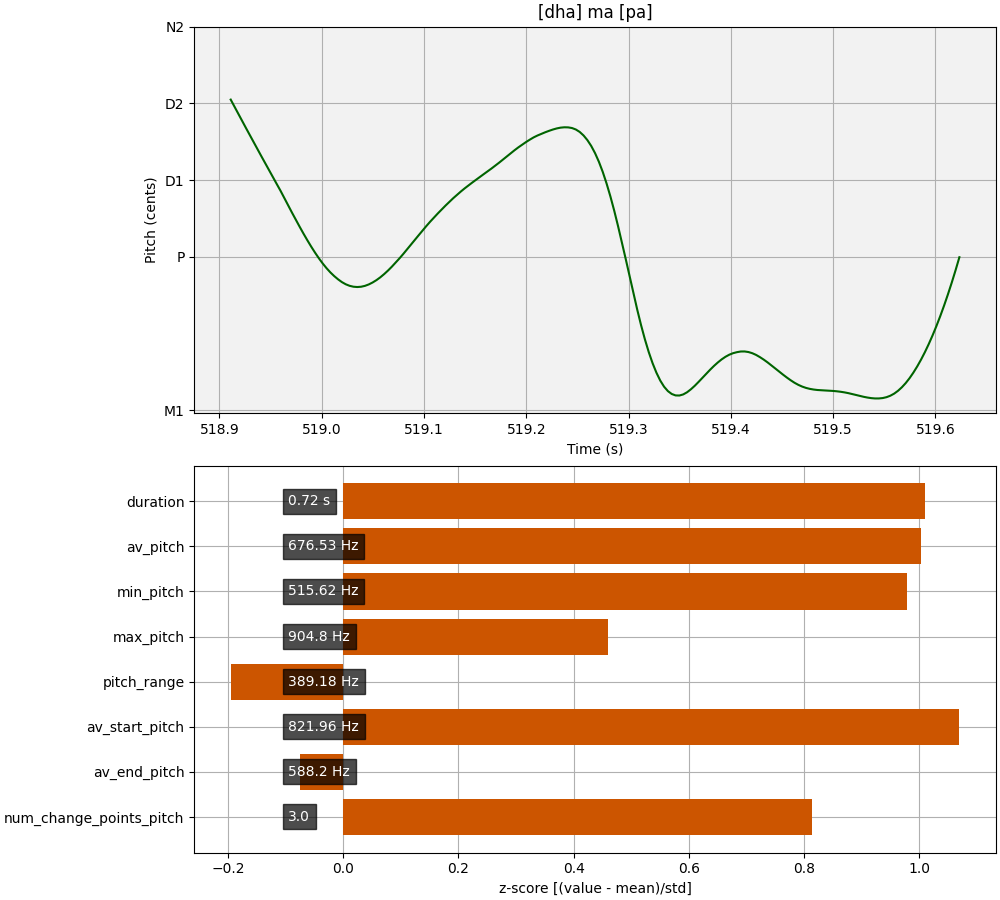 [dha] ma [pa]
N2
D2
D1
P
M1
Pitch (cents)
518.9 519.0 519.1 519.2 519.3 519.4 519.5 519.6
Time (s)
duration 0.72 s
av_pitch 676.53 Hz
min_pitch 515.62 Hz
max_pitch 904.8 Hz
pitch_range 389.18 Hz
av_start_pitch 821.96 Hz
av_end_pitch 588.2 Hz
num_change_points_pitch 3.0
−0.2 0.0 0.2 0.4 0.6 0.8 1.0
z-score [(value - mean)/std]